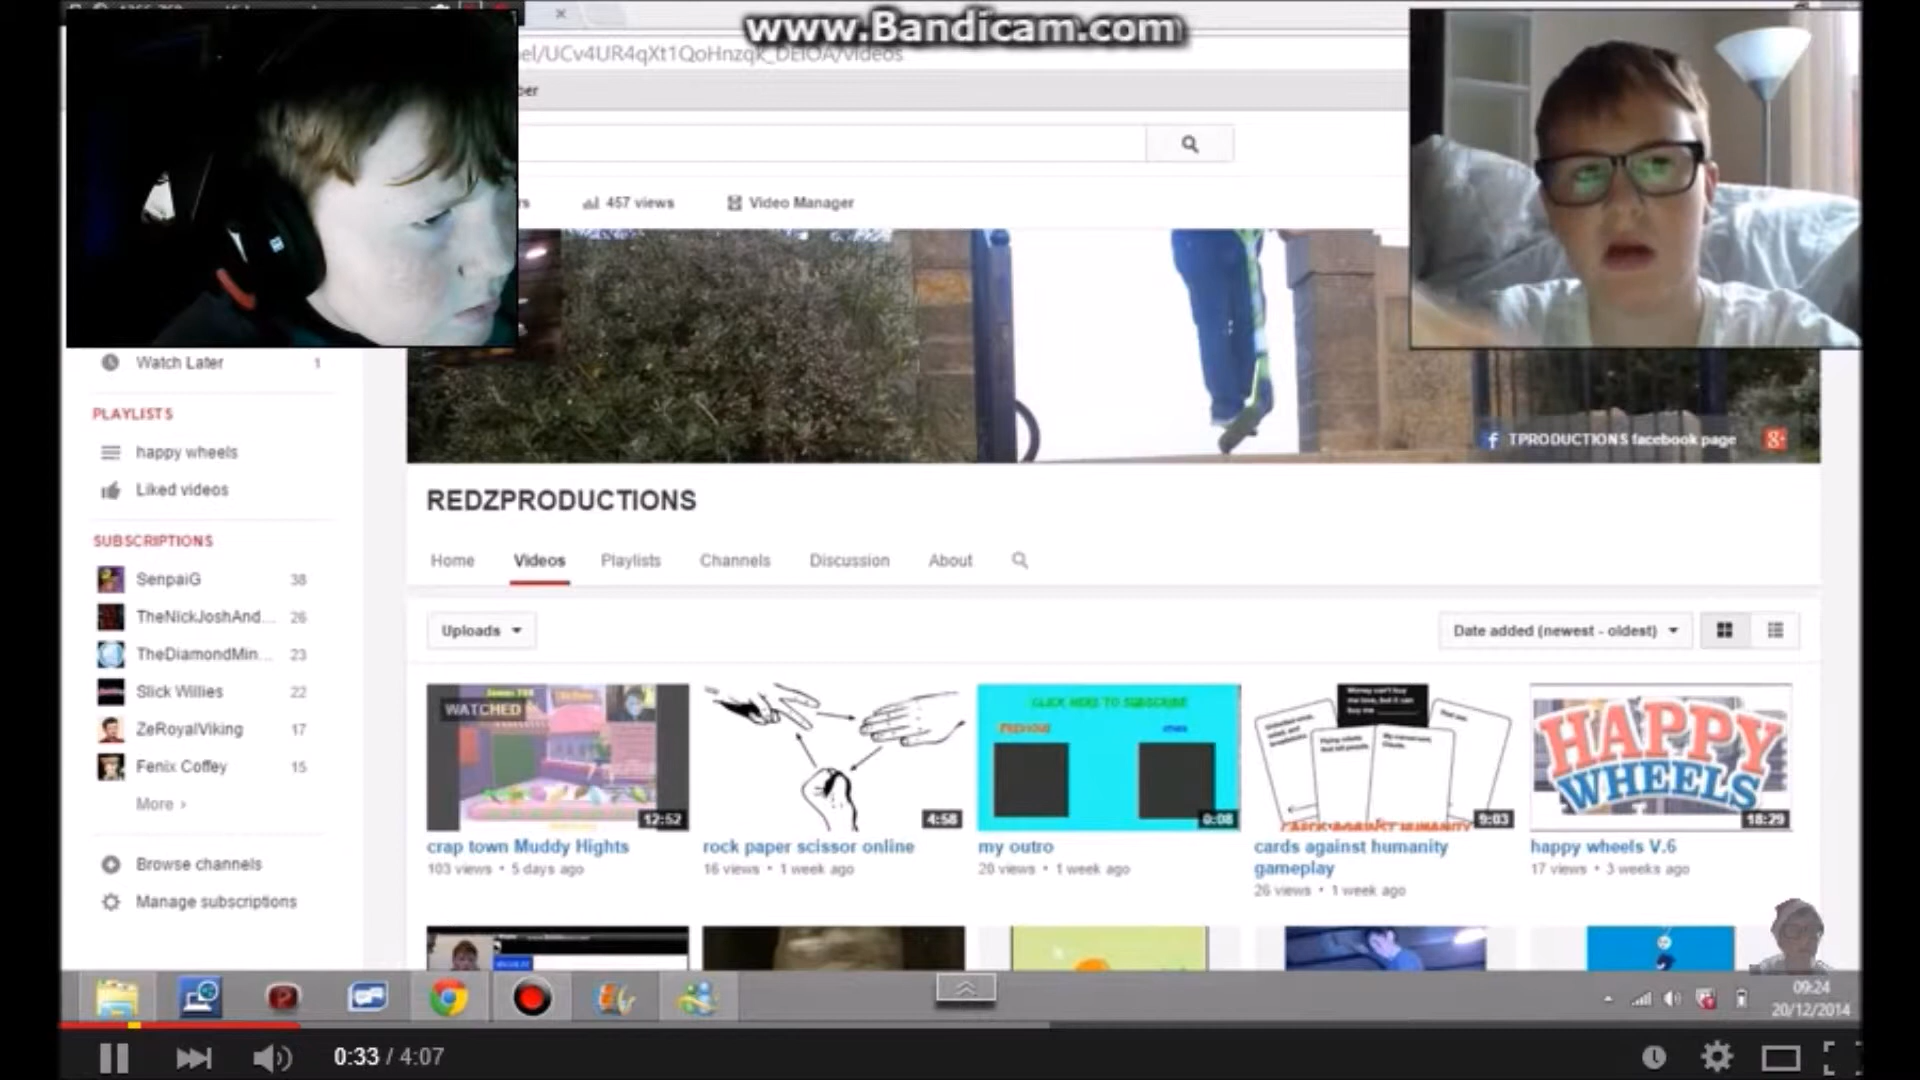 www.Bandicam.com
457 views
Video Manager
Watch Later 1
PLAYLISTS
happy wheels
Liked videos
SUBSCRIPTIONS
SenpaiG 38
TheNickJoshAnd... 26
TheDiamondMin... 23
Slick Willies 22
ZeRoyalViking 17
Fenix Coffey 15
More ›
Browse channels
Manage subscriptions
TPRODUCTIONS facebook page
REDZPRODUCTIONS
Home Videos Playlists Channels Discussion About
Uploads
Date added (newest - oldest)
WATCHED
12:52
crap town Muddy Hights
103 views • 5 days ago
4:58
rock paper scissor online
16 views • 1 week ago
CLICK HERE TO SUBSCRIBE
0:08
my outro
20 views • 1 week ago
9:03
cards against humanity
gameplay
26 views • 1 week ago
HAPPY
WHEELS
18:29
happy wheels V.6
17 views • 3 weeks ago
09:24
20/12/2014
0:33 / 4:07